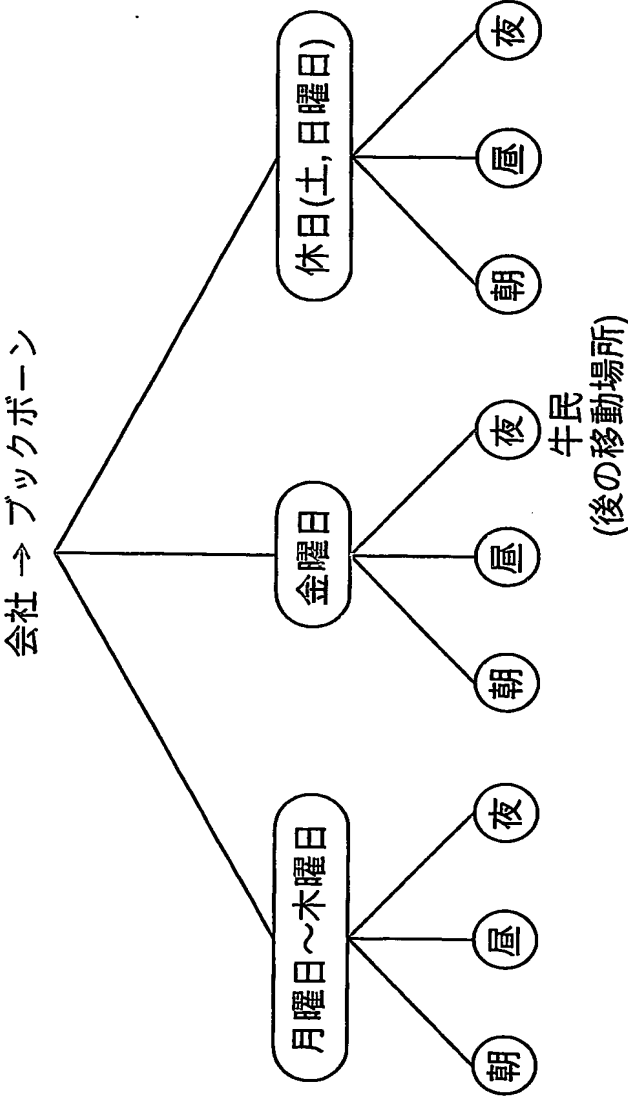 会社 → ブックボーン
月曜日～木曜日
金曜日
休日(土,日曜日)
朝
昼
夜
朝
昼
夜
朝
昼
夜
牛民
(後の移動場所)